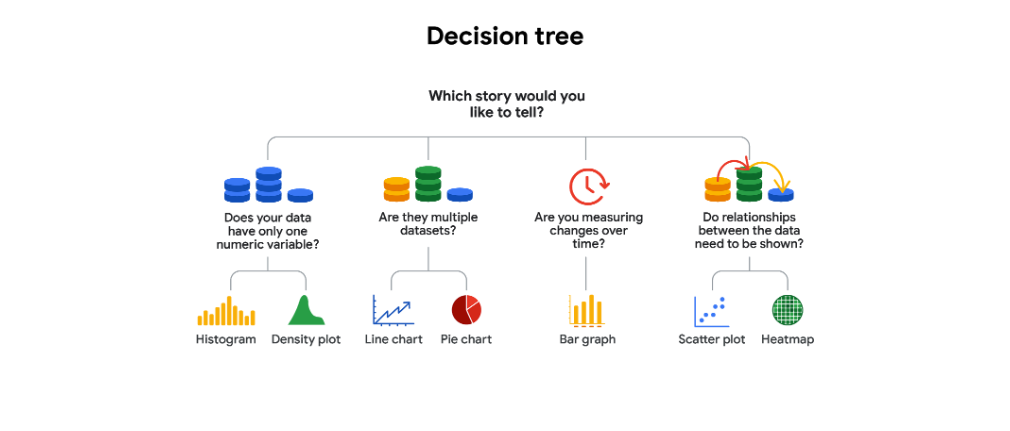 Decision tree
Which story would you
like to tell?
Does your data
have only one
numeric variable?
Are they multiple
datasets?
Are you measuring
changes over
time?
Do relationships
between the data
need to be shown?
Histogram
Density plot
Line chart
Pie chart
Bar graph
Scatter plot
Heatmap